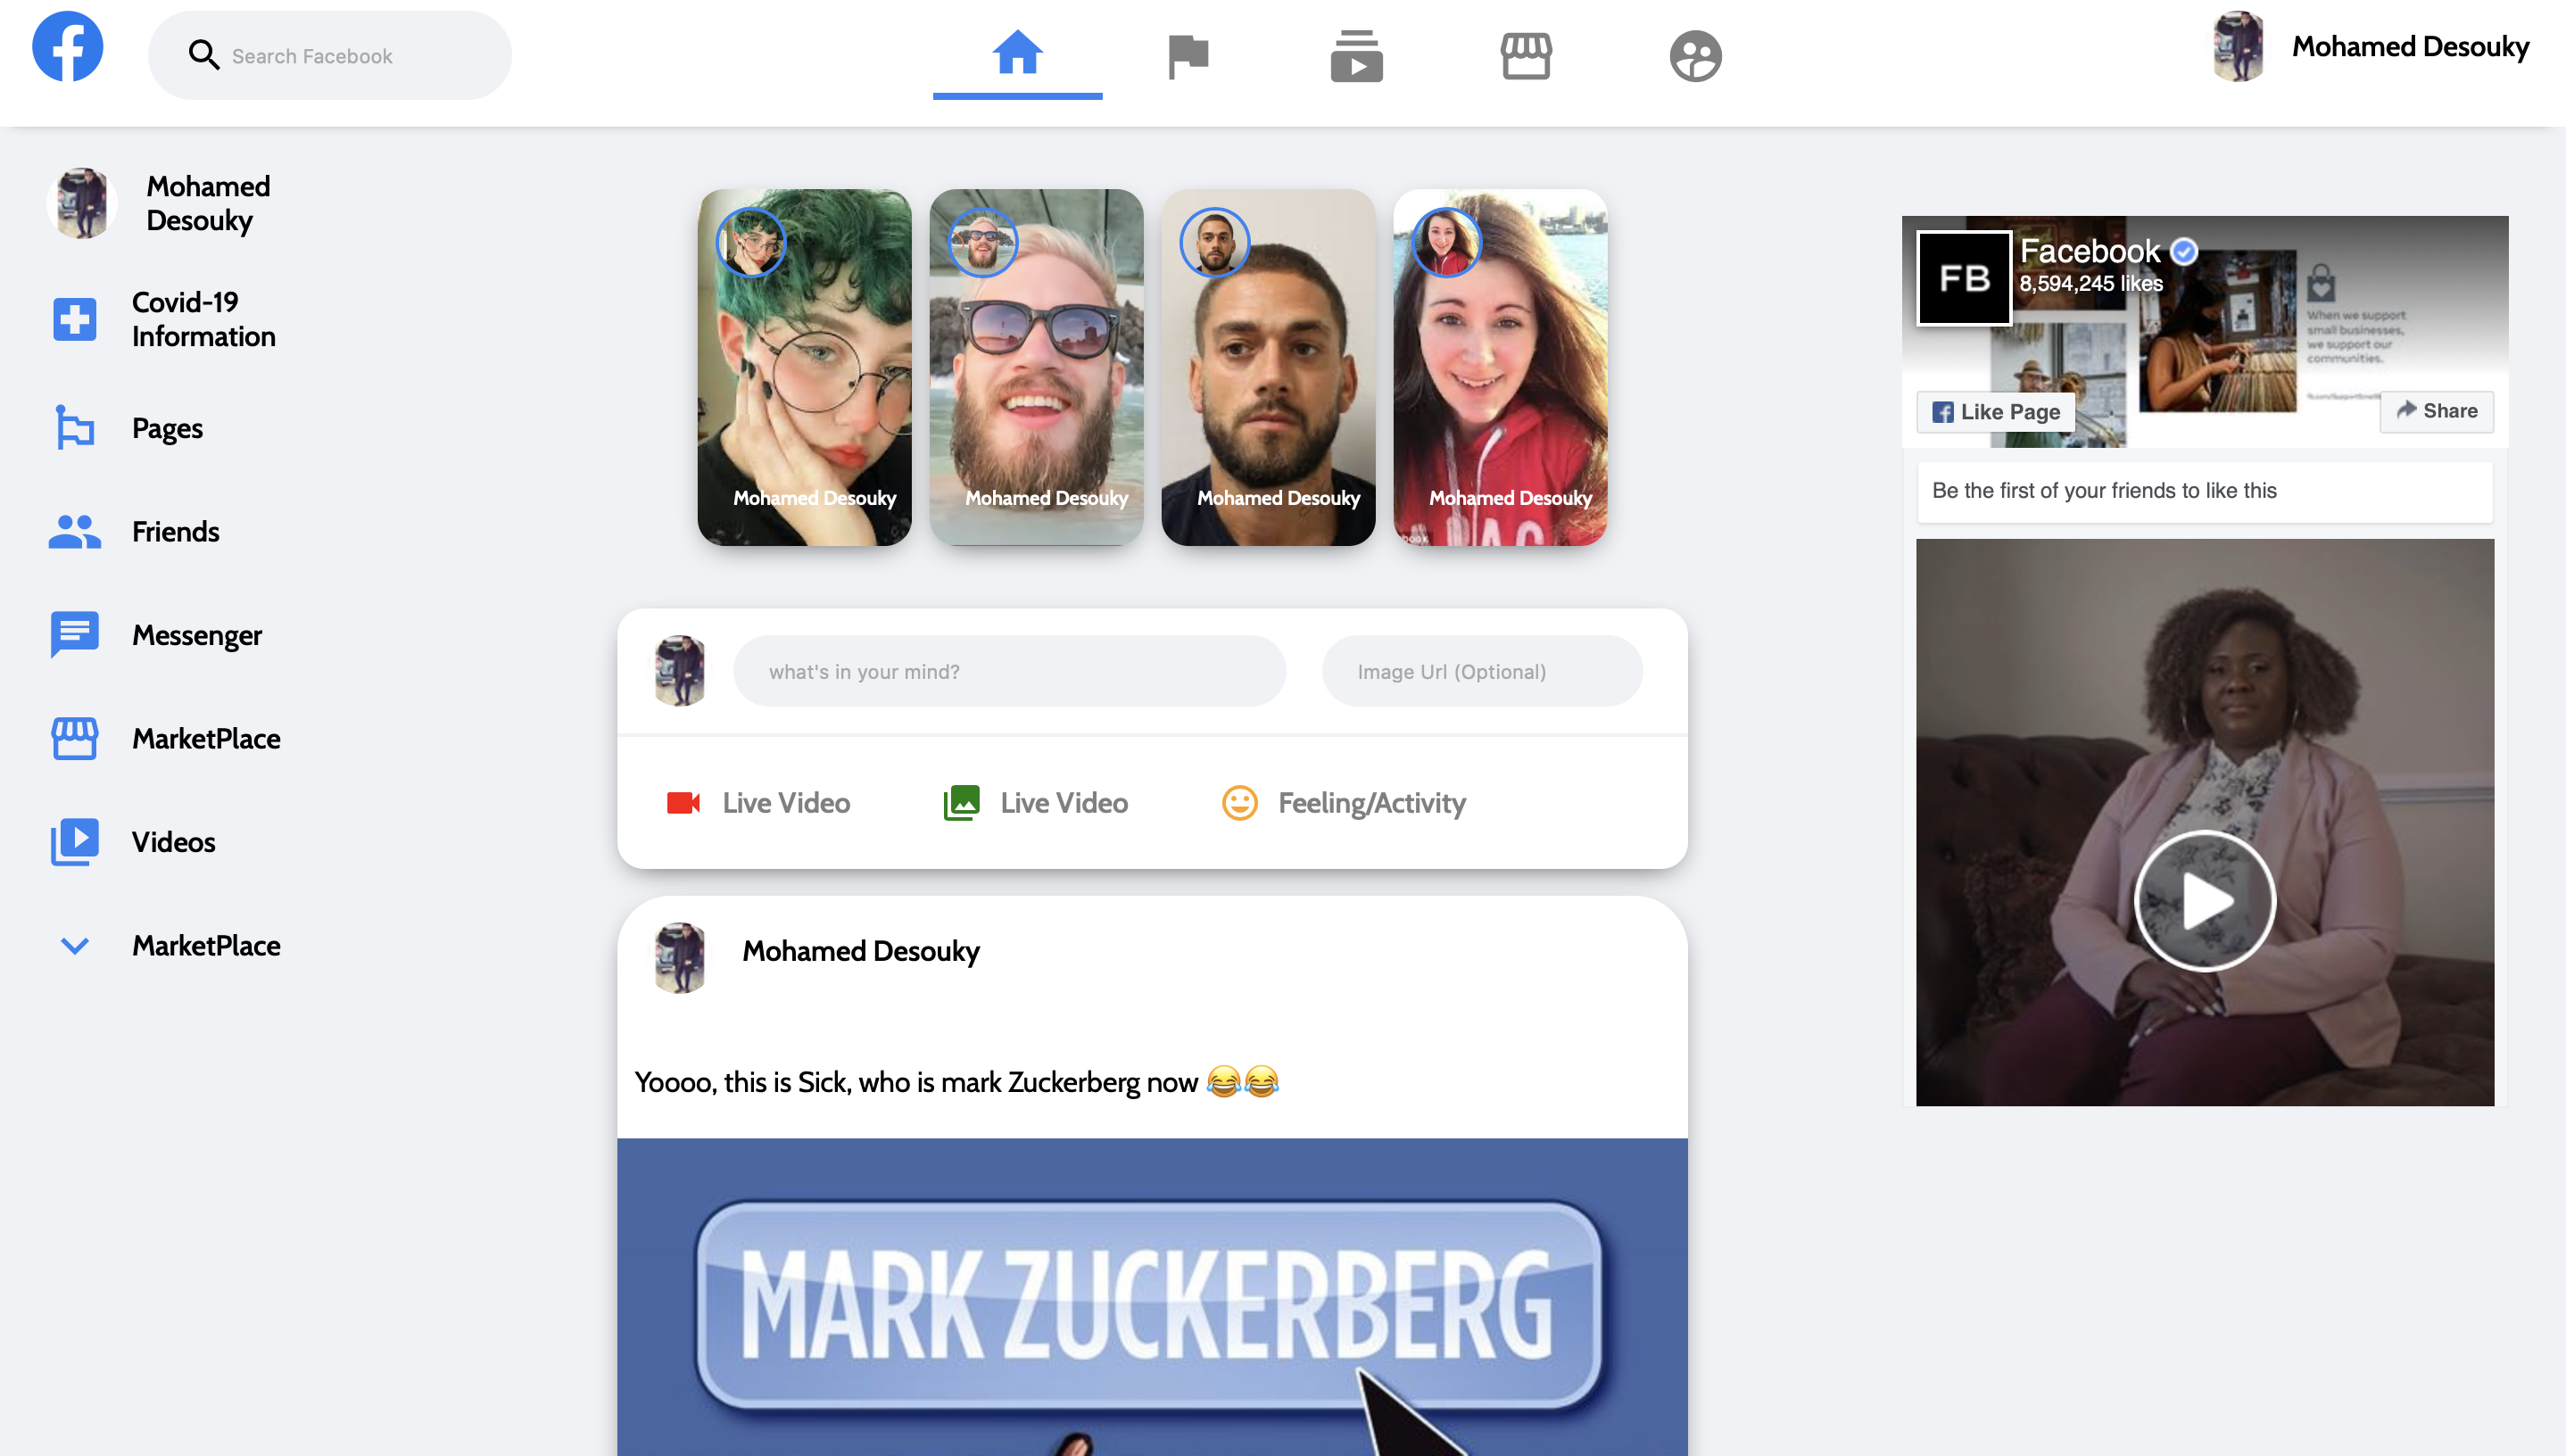 Search Facebook
Mohamed Desouky
Mohamed
Desouky
Covid-19
Information
Pages
Friends
Messenger
MarketPlace
Videos
MarketPlace
Mohamed Desouky
Mohamed Desouky
Mohamed Desouky
Mohamed Desouky
what's in your mind?
Image Url (Optional)
Live Video
Live Video
Feeling/Activity
Mohamed Desouky
Yoooo, this is Sick, who is mark Zuckerberg now 😂😂
MARK ZUCKERBERG
FB
Facebook
8,594,245 likes
When we support
small businesses,
we support our
communities.
Like Page
Share
Be the first of your friends to like this